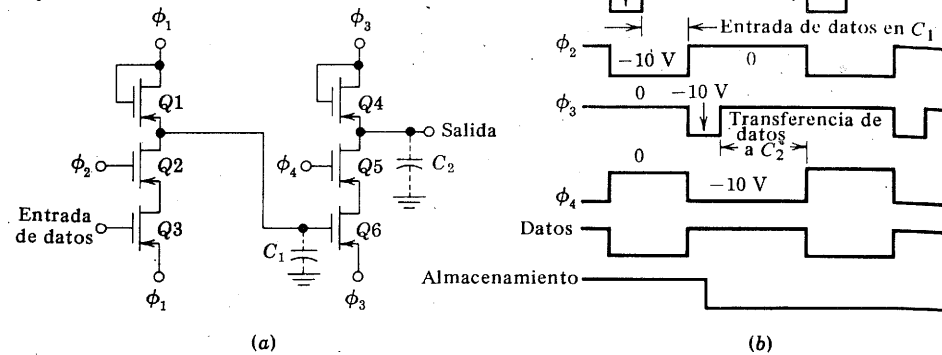 ϕ1
ϕ3
Q1
Q4
Salida
ϕ2
Q2
ϕ4
Q5
C2
Entrada
de datos
Q3
C1
Q6
ϕ1
ϕ3
(a)
Entrada de datos en C1
ϕ2
−10 V
0
ϕ3
0
−10 V
Transferencia de
datos
a C2
ϕ4
0
−10 V
Datos
Almacenamiento
(b)